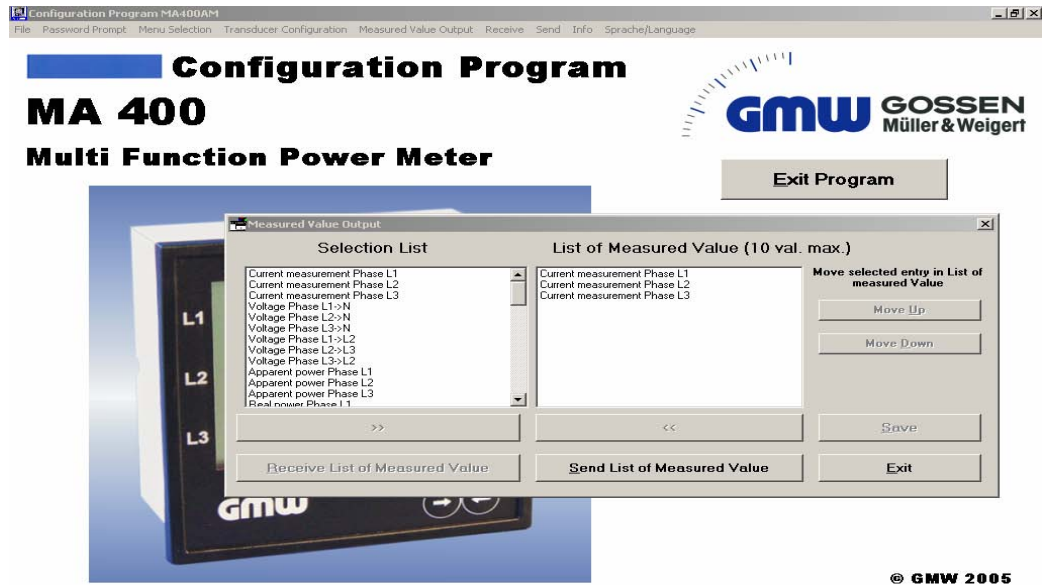 Configuration Program MA400AM
File Password Prompt Menu Selection Transducer Configuration Measured Value Output Receive Send Info Sprache/Language
Configuration Program
MA 400
Multi Function Power Meter
GMW GOSSEN
Müller & Weigert
Exit Program
Measured Value Output
Selection List
List of Measured Value (10 val. max.)
Current measurement Phase L1
Current measurement Phase L2
Current measurement Phase L3
Voltage Phase L1->N
Voltage Phase L2->N
Voltage Phase L3->N
Voltage Phase L1->L2
Voltage Phase L2->L3
Voltage Phase L3->L2
Apparent power Phase L1
Apparent power Phase L2
Apparent power Phase L3
Real power Phase L1
Current measurement Phase L1
Current measurement Phase L2
Current measurement Phase L3
Move selected entry in List of
measured Value
Move Up
Move Down
>>
<<
Save
Receive List of Measured Value
Send List of Measured Value
Exit
L1
L2
L3
GMW
© GMW 2005